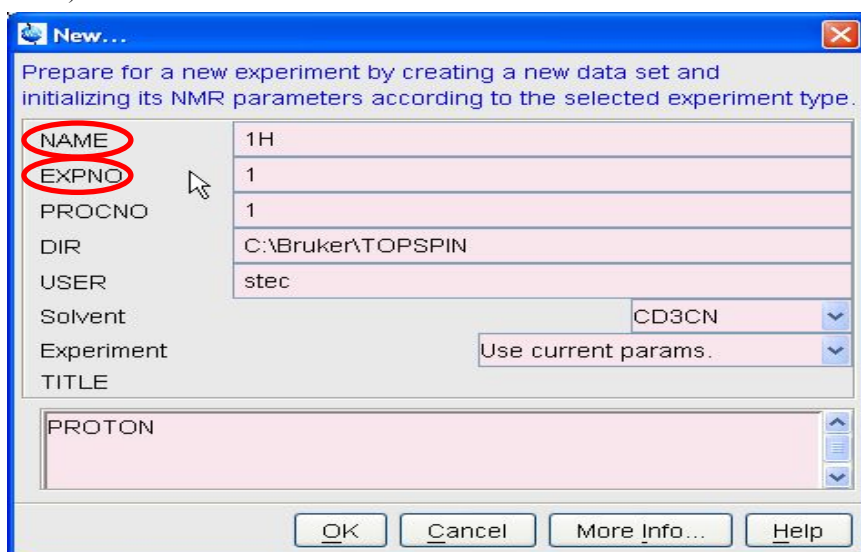 New...
Prepare for a new experiment by creating a new data set and
initializing its NMR parameters according to the selected experiment type.
NAME 1H
EXPNO 1
PROCNO 1
DIR C:\Bruker\TOPSPIN
USER stec
Solvent CD3CN
Experiment Use current params.
TITLE
PROTON
OK Cancel More Info... Help